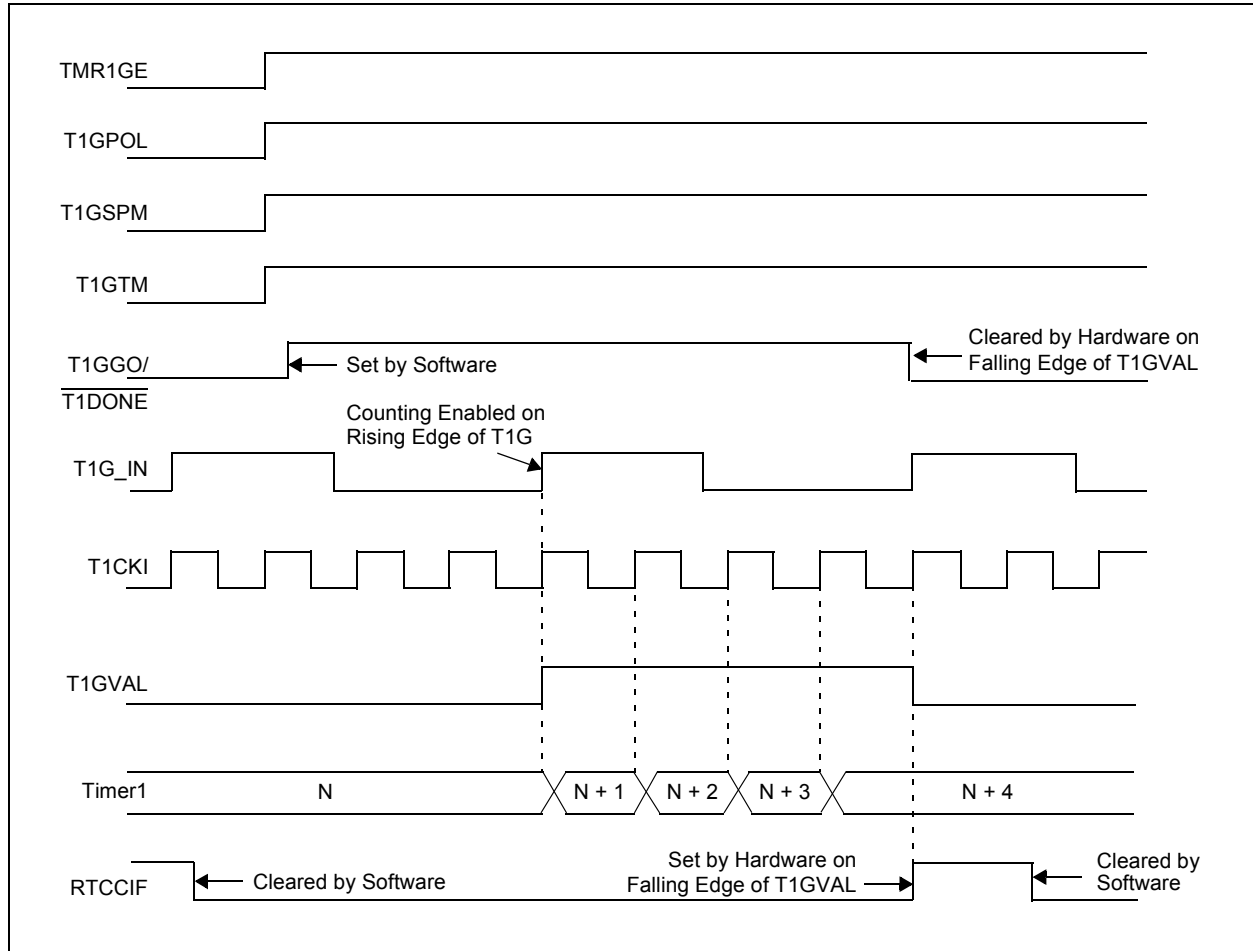 TMR1GE
T1GPOL
T1GSPM
T1GTM
T1GGO/
T1DONE
Set by Software
Cleared by Hardware on
Falling Edge of T1GVAL
Counting Enabled on
Rising Edge of T1G
T1G_IN
T1CKI
T1GVAL
Timer1
N
N + 1
N + 2
N + 3
N + 4
RTCCIF
Cleared by Software
Set by Hardware on
Falling Edge of T1GVAL
Cleared by
Software